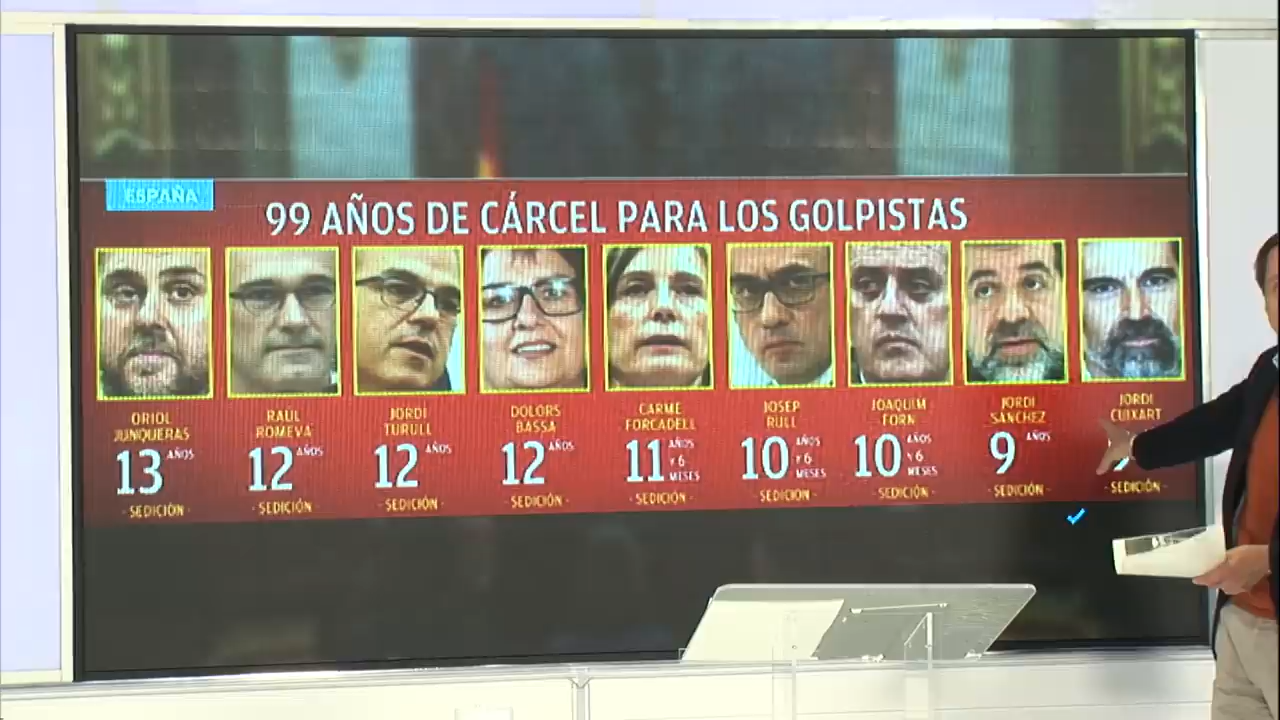 ESPAÑA
99 AÑOS DE CÁRCEL PARA LOS GOLPISTAS
ORIOL
JUNQUERAS
13 AÑOS
- SEDICIÓN -
RAÜL
ROMEVA
12 AÑOS
- SEDICIÓN -
JORDI
TURULL
12 AÑOS
- SEDICIÓN -
DOLORS
BASSA
12 AÑOS
- SEDICIÓN -
CARME
FORCADELL
11 AÑOS
Y 6
MESES
- SEDICIÓN -
JOSEP
RULL
10 AÑOS
Y 6
MESES
- SEDICIÓN -
JOAQUIM
FORN
10 AÑOS
Y 6
MESES
- SEDICIÓN -
JORDI
SÁNCHEZ
9 AÑOS
- SEDICIÓN -
JORDI
CUIXART
- SEDICIÓN -